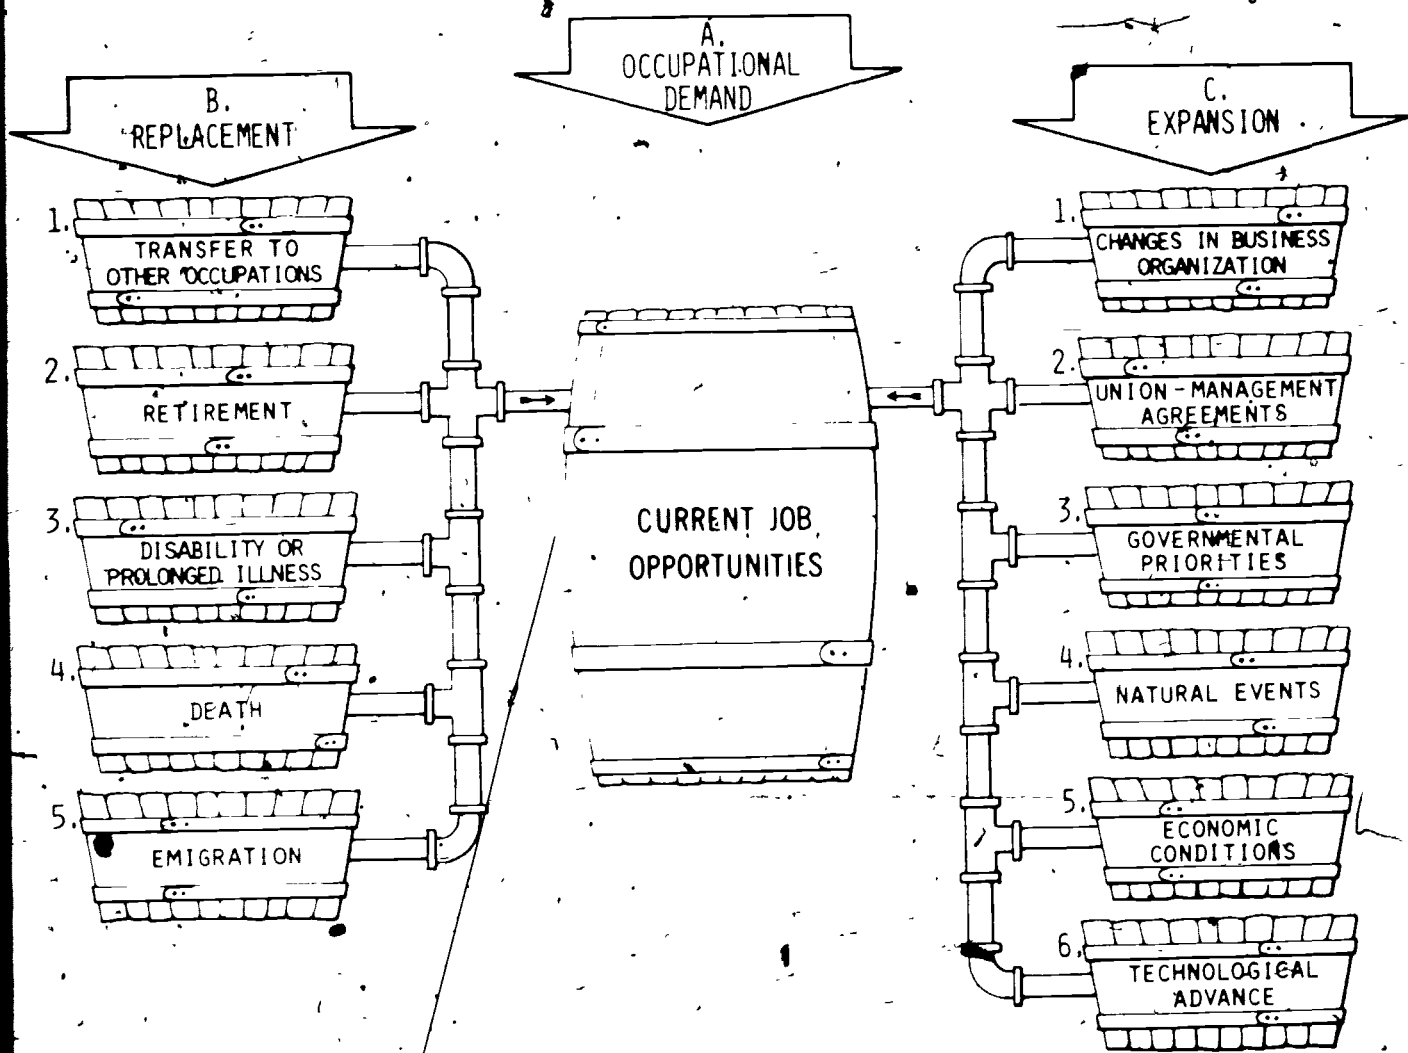 A.
OCCUPATIONAL
DEMAND
B.
REPLACEMENT
1.
TRANSFER TO
OTHER OCCUPATIONS
2.
RETIREMENT
3.
DISABILITY OR
PROLONGED ILLNESS
4.
DEATH
5.
EMIGRATION
CURRENT JOB
OPPORTUNITIES
C.
EXPANSION
1.
CHANGES IN BUSINESS
ORGANIZATION
2.
UNION-MANAGEMENT
AGREEMENTS
3.
GOVERNMENTAL
PRIORITIES
4.
NATURAL EVENTS
5.
ECONOMIC
CONDITIONS
6.
TECHNOLOGICAL
ADVANCE